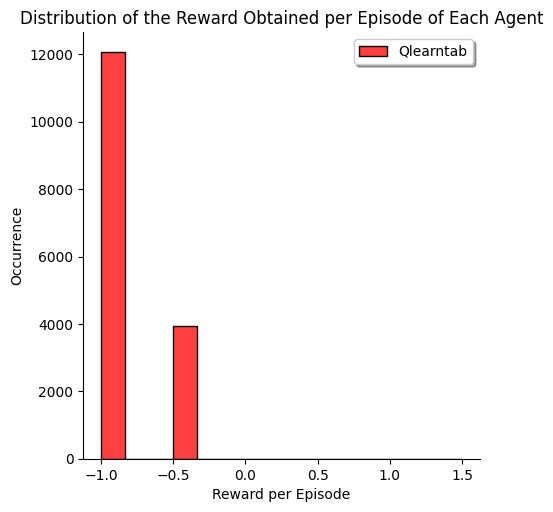 Distribution of the Reward Obtained per Episode of Each Agent
Qlearntab
12000
10000
8000
6000
4000
2000
0
Occurrence
−1.0 −0.5 0.0 0.5 1.0 1.5
Reward per Episode